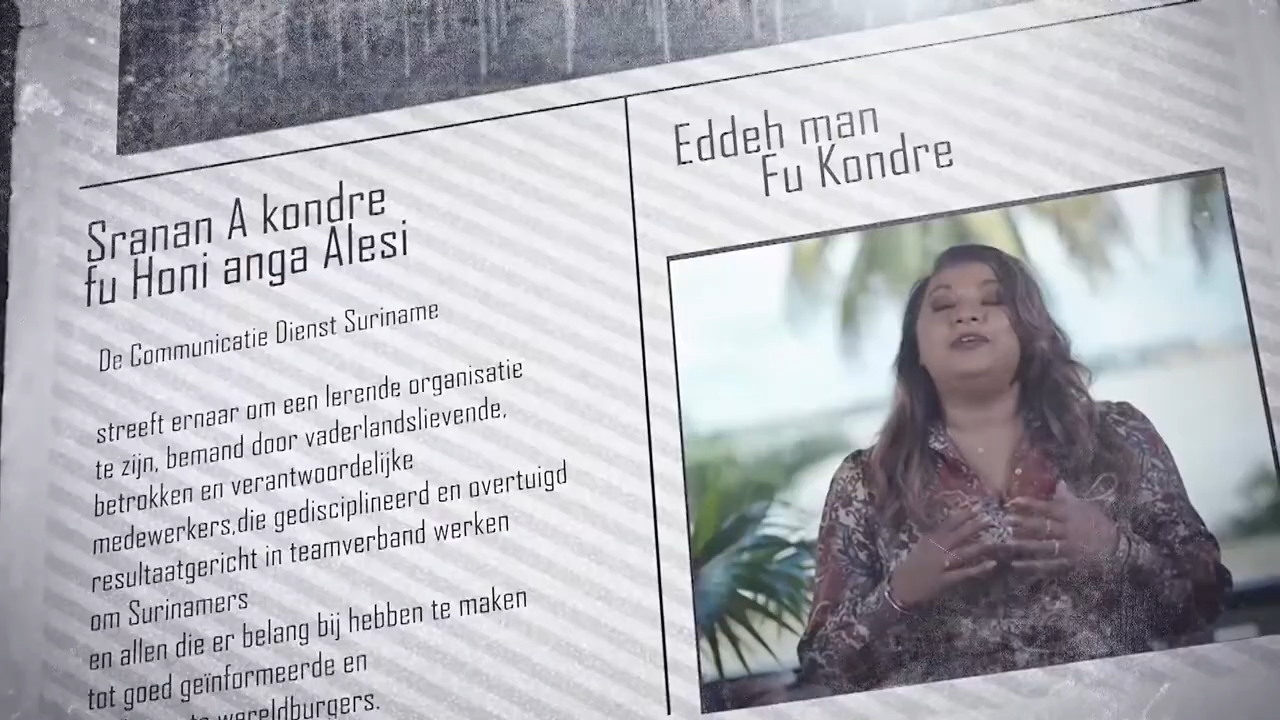 Sranan A kondre
fu Honi anga Alesi
De Communicatie Dienst Suriname
streeft ernaar om een lerende organisatie
te zijn, bemand door vaderlandslievende,
betrokken en verantwoordelijke
medewerkers,die gedisciplineerd en overtuigd
resultaatgericht in teamverband werken
om Surinamers
en allen die er belang bij hebben te maken
tot goed geïnformeerde en
wereldburgers.
Eddeh man
Fu Kondre